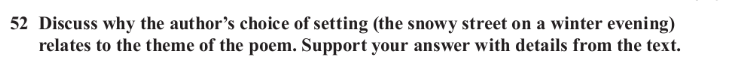 52 Discuss why the author's choice of setting (the snowy street on a winter evening)
relates to the theme of the poem. Support your answer with details from the text.